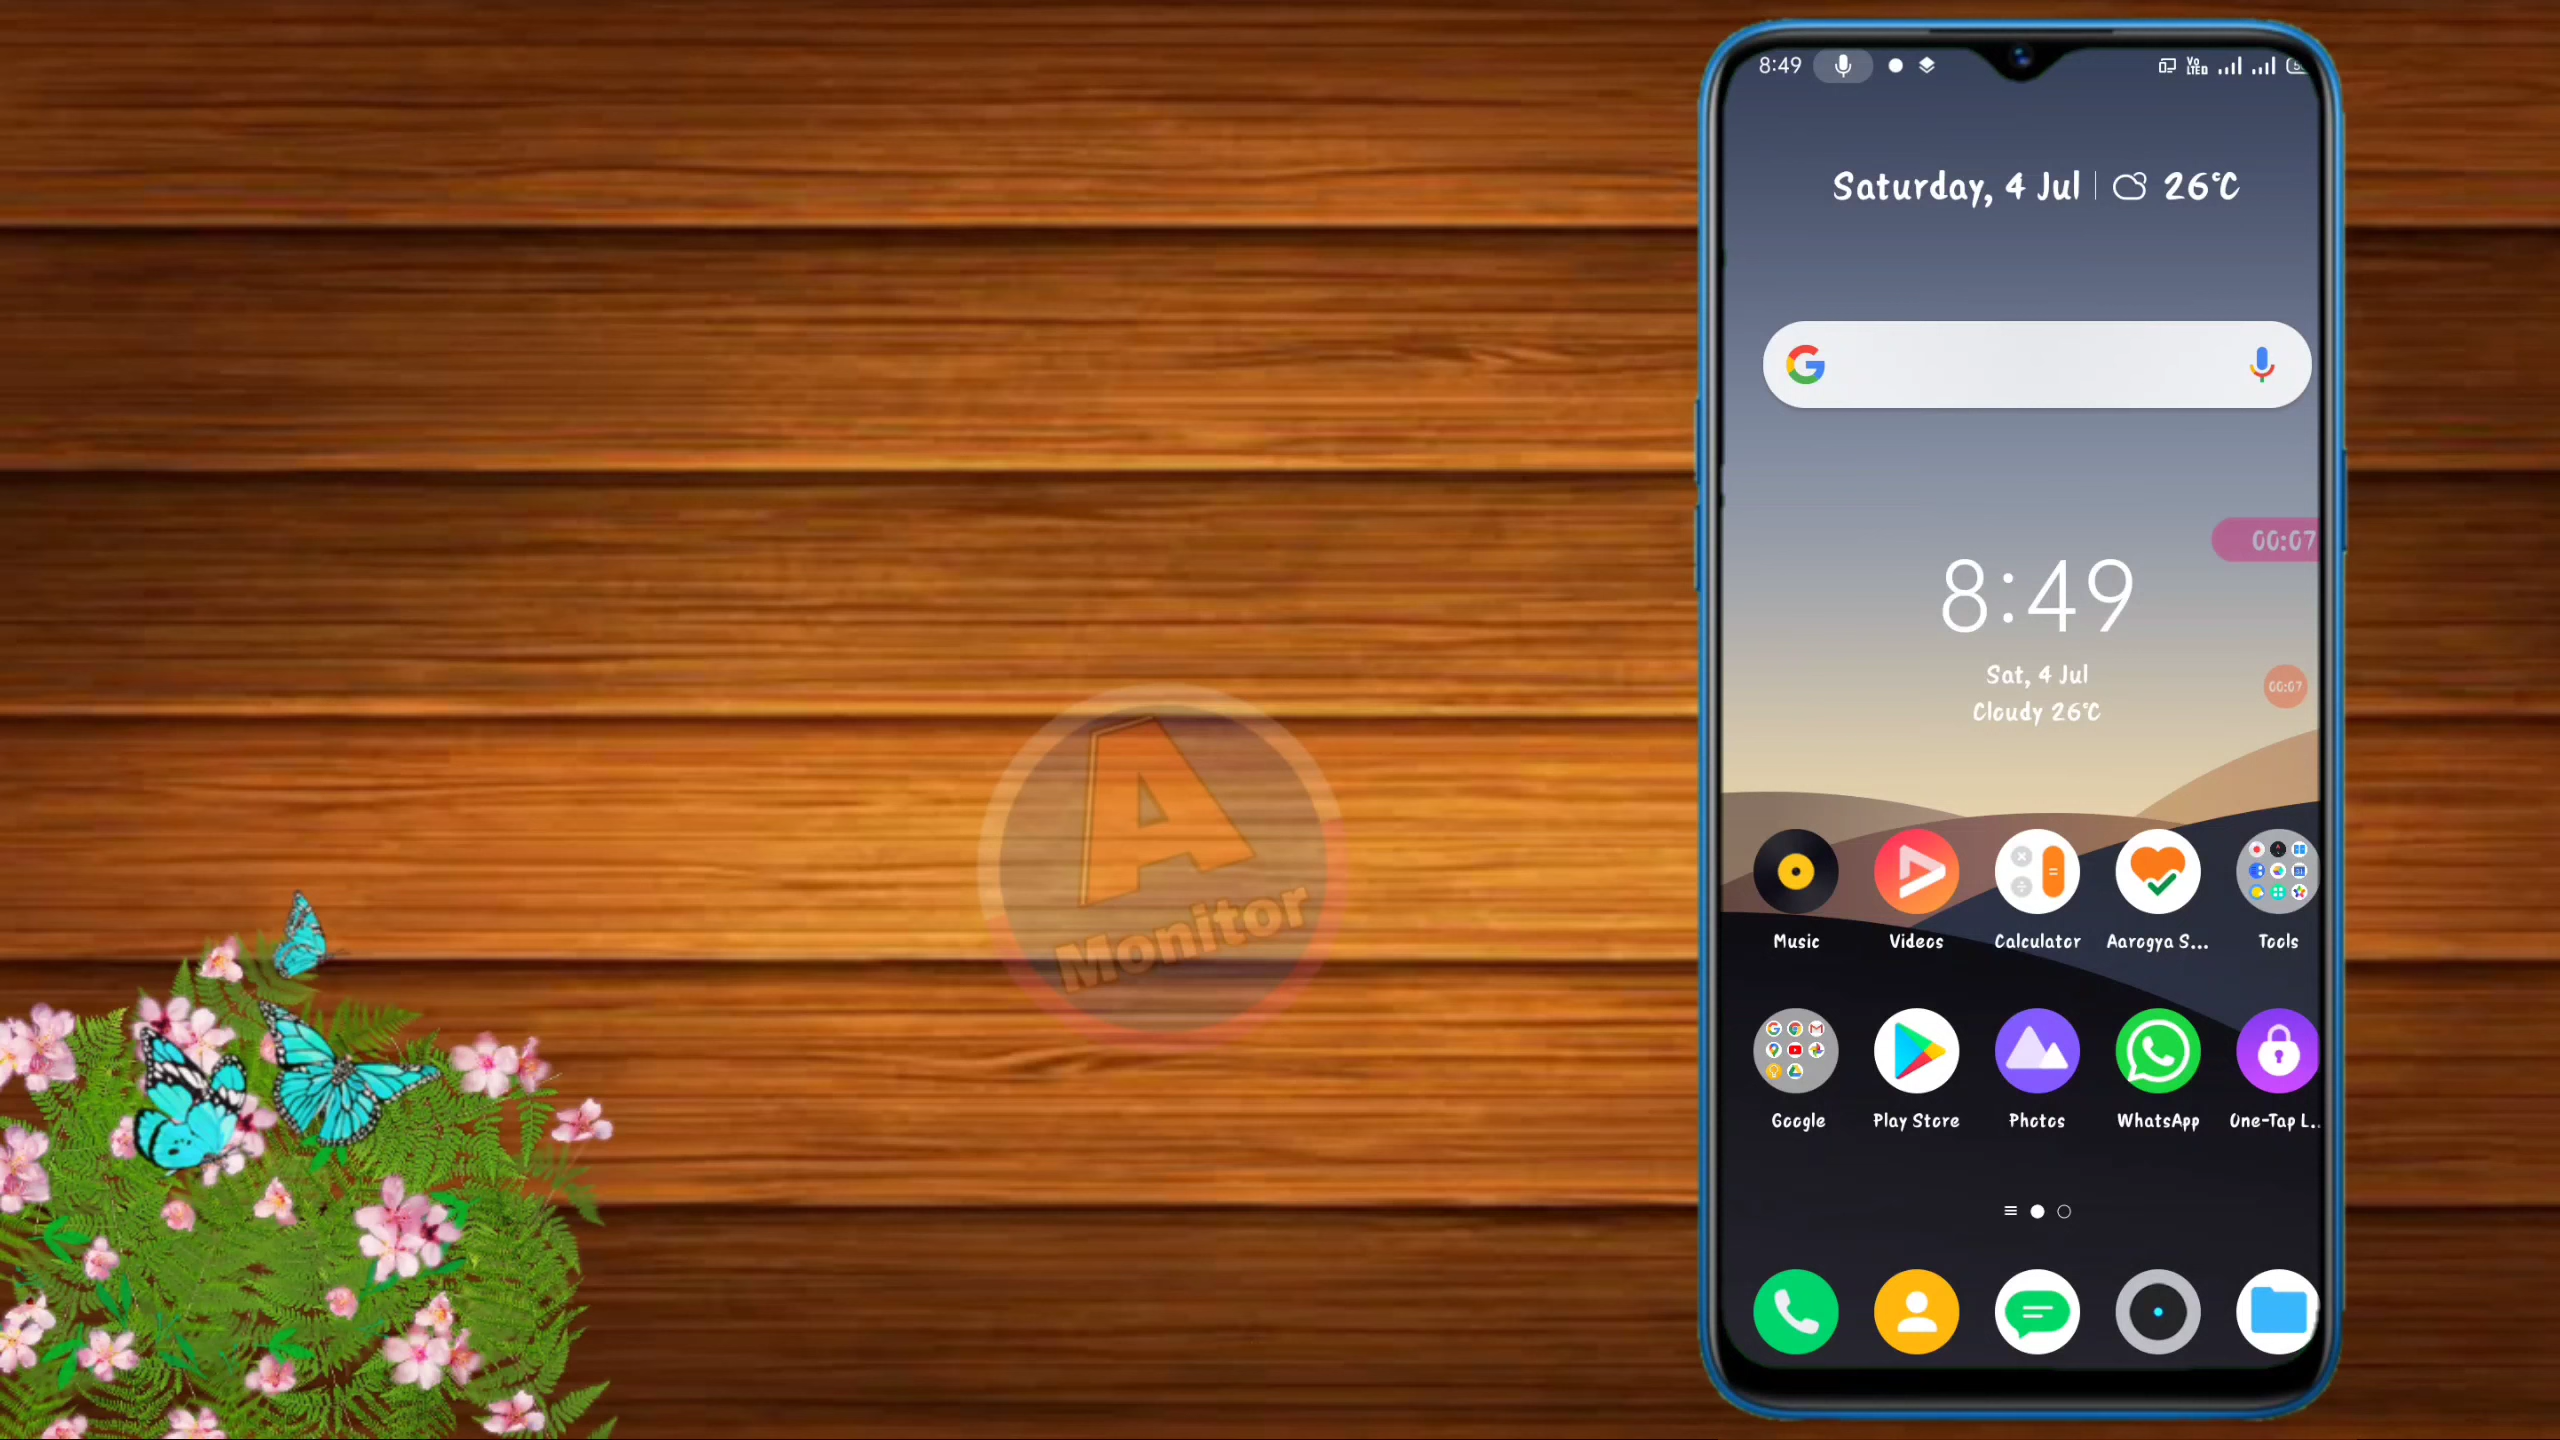 8:49
VoLTED
Saturday, 4 Jul | 26°C
00:07
8:49
Sat, 4 Jul
Cloudy 26°C
00:07
A
Monitor
Music Videos Calculator Aarogya S... Tools
Google Play Store Photos WhatsApp One-Tap L..